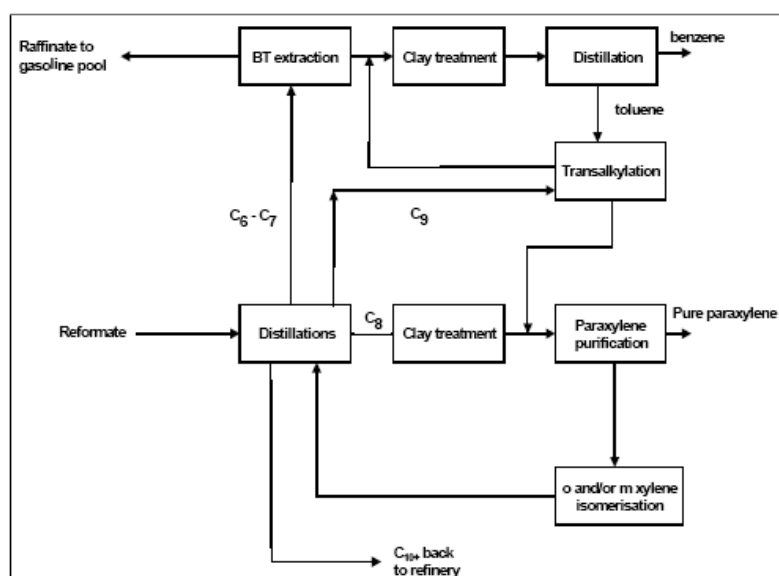 Raffinate to
gasoline pool
BT extraction
Clay treatment
Distillation
benzene
toluene
Transalkylation
C6 - C7
C9
Reformate
Distillations
C8
Clay treatment
Paraxylene
purification
Pure paraxylene
o and/or m xylene
isomerisation
C10+ back
to refinery